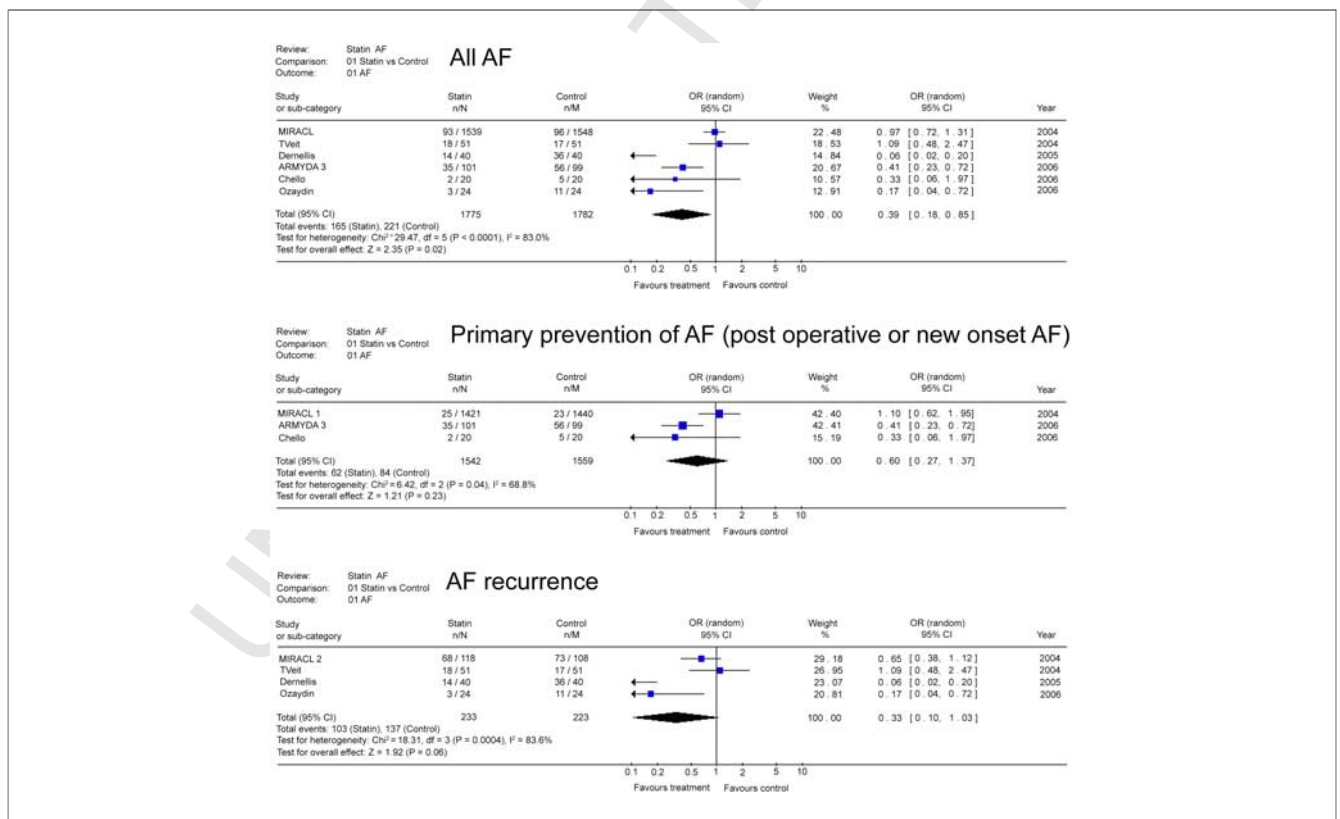 Review: Statin AF
Comparison: 01 Statin vs Control
Outcome: 01 AF
All AF
Study or sub-category Statin n/N Control n/M OR (random) 95% CI Weight % OR (random) 95% CI Year
MIRACL 93 / 1539 96 / 1548 22.48 0.97 [0.72, 1.31] 2004
TVeit 18 / 51 17 / 51 18.53 1.09 [0.48, 2.47] 2004
Dernellis 14 / 40 36 / 40 14.84 0.06 [0.02, 0.20] 2005
ARMYDA 3 35 / 101 56 / 99 20.67 0.41 [0.23, 0.72] 2006
Chello 2 / 20 5 / 20 10.57 0.33 [0.06, 1.97] 2006
Ozaydin 3 / 24 11 / 24 12.91 0.17 [0.04, 0.72] 2006
Total (95% CI) 1775 1782 100.00 0.39 [0.18, 0.85]
Total events: 165 (Statin), 221 (Control)
Test for heterogeneity: Chi² 29.47, df = 5 (P < 0.0001), I² = 83.0%
Test for overall effect: Z = 2.35 (P = 0.02)
0.1 0.2 0.5 1 2 5 10
Favours treatment Favours control
Review: Statin AF
Comparison: 01 Statin vs Control
Outcome: 01 AF
Primary prevention of AF (post operative or new onset AF)
Study or sub-category Statin n/N Control n/M OR (random) 95% CI Weight % OR (random) 95% CI Year
MIRACL 1 25 / 1421 23 / 1440 42.40 1.10 [0.62, 1.95] 2004
ARMYDA 3 35 / 101 56 / 99 42.41 0.41 [0.23, 0.72] 2006
Chello 2 / 20 5 / 20 15.19 0.33 [0.06, 1.97] 2006
Total (95% CI) 1542 1559 100.00 0.60 [0.27, 1.37]
Total events: 62 (Statin), 84 (Control)
Test for heterogeneity: Chi² = 6.42, df = 2 (P = 0.04), I² = 68.8%
Test for overall effect: Z = 1.21 (P = 0.23)
0.1 0.2 0.5 1 2 5 10
Favours treatment Favours control
Review: Statin AF
Comparison: 01 Statin vs Control
Outcome: 01 AF
AF recurrence
Study or sub-category Statin n/N Control n/M OR (random) 95% CI Weight % OR (random) 95% CI Year
MIRACL 2 68 / 118 73 / 108 29.18 0.65 [0.38, 1.12] 2004
TVeit 18 / 51 17 / 51 26.95 1.09 [0.48, 2.47] 2004
Dernellis 14 / 40 36 / 40 23.07 0.06 [0.02, 0.20] 2005
Ozaydin 3 / 24 11 / 24 20.81 0.17 [0.04, 0.72] 2006
Total (95% CI) 233 223 100.00 0.33 [0.10, 1.03]
Total events: 103 (Statin), 137 (Control)
Test for heterogeneity: Chi² = 18.31, df = 3 (P = 0.0004), I² = 83.6%
Test for overall effect: Z = 1.92 (P = 0.06)
0.1 0.2 0.5 1 2 5 10
Favours treatment Favours control